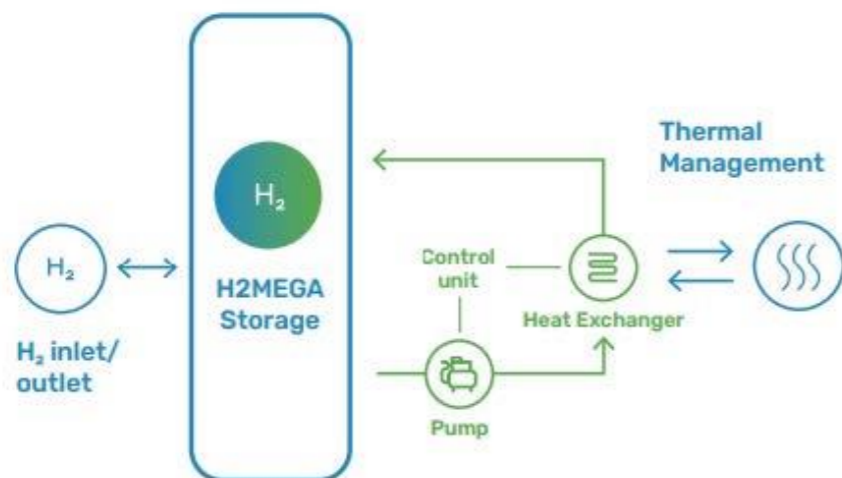 H₂
H₂ inlet/
outlet
H₂
H2MEGA
Storage
Control
unit
Pump
Heat Exchanger
Thermal
Management